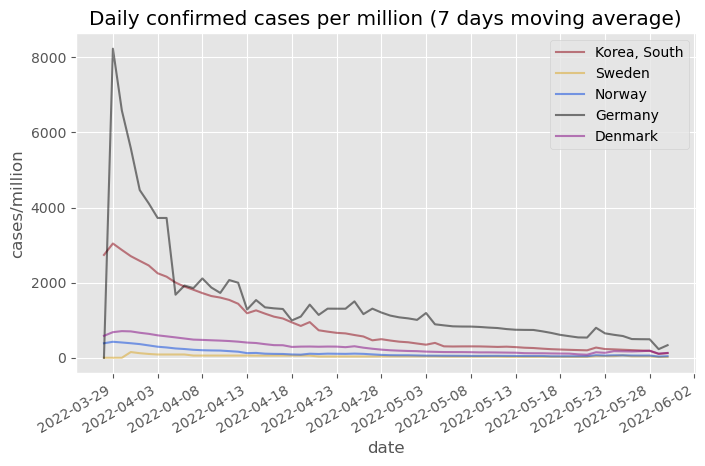 Daily confirmed cases per million (7 days moving average)
Korea, South
Sweden
Norway
Germany
Denmark
cases/million
8000
6000
4000
2000
0
2022-03-29
2022-04-03
2022-04-08
2022-04-13
2022-04-18
2022-04-23
2022-04-28
2022-05-03
2022-05-08
2022-05-13
2022-05-18
2022-05-23
2022-05-28
2022-06-02
date